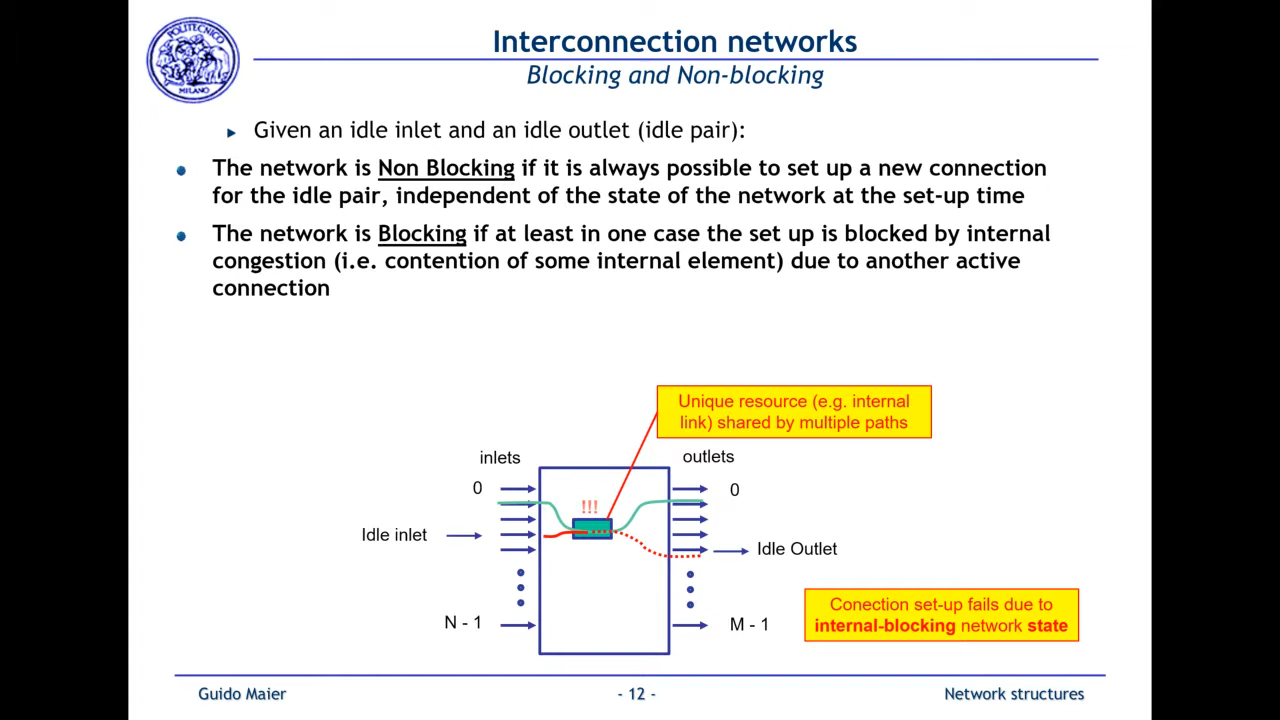 POLITECNICO
MILANO
Interconnection networks
Blocking and Non-blocking
Given an idle inlet and an idle outlet (idle pair):
The network is Non Blocking if it is always possible to set up a new connection
for the idle pair, independent of the state of the network at the set-up time
The network is Blocking if at least in one case the set up is blocked by internal
congestion (i.e. contention of some internal element) due to another active
connection
Unique resource (e.g. internal
link) shared by multiple paths
inlets
outlets
0
!!!
0
Idle inlet
Idle Outlet
N - 1
M - 1
Conection set-up fails due to
internal-blocking network state
Guido Maier
- 12 -
Network structures